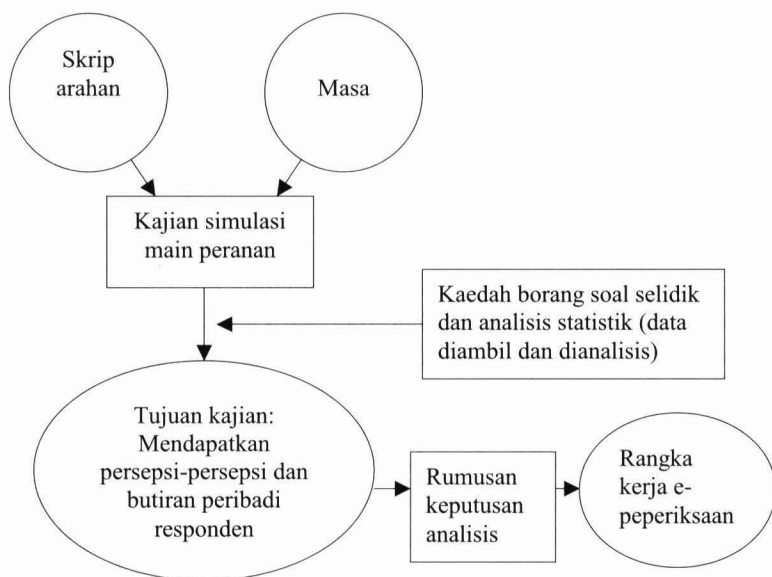 Skrip
arahan
Masa
Kajian simulasi
main peranan
Kaedah borang soal selidik
dan analisis statistik (data
diambil dan dianalisis)
Tujuan kajian:
Mendapatkan
persepsi-persepsi dan
butiran peribadi
responden
Rumusan
keputusan
analisis
Rangka
kerja e-
peperiksaan